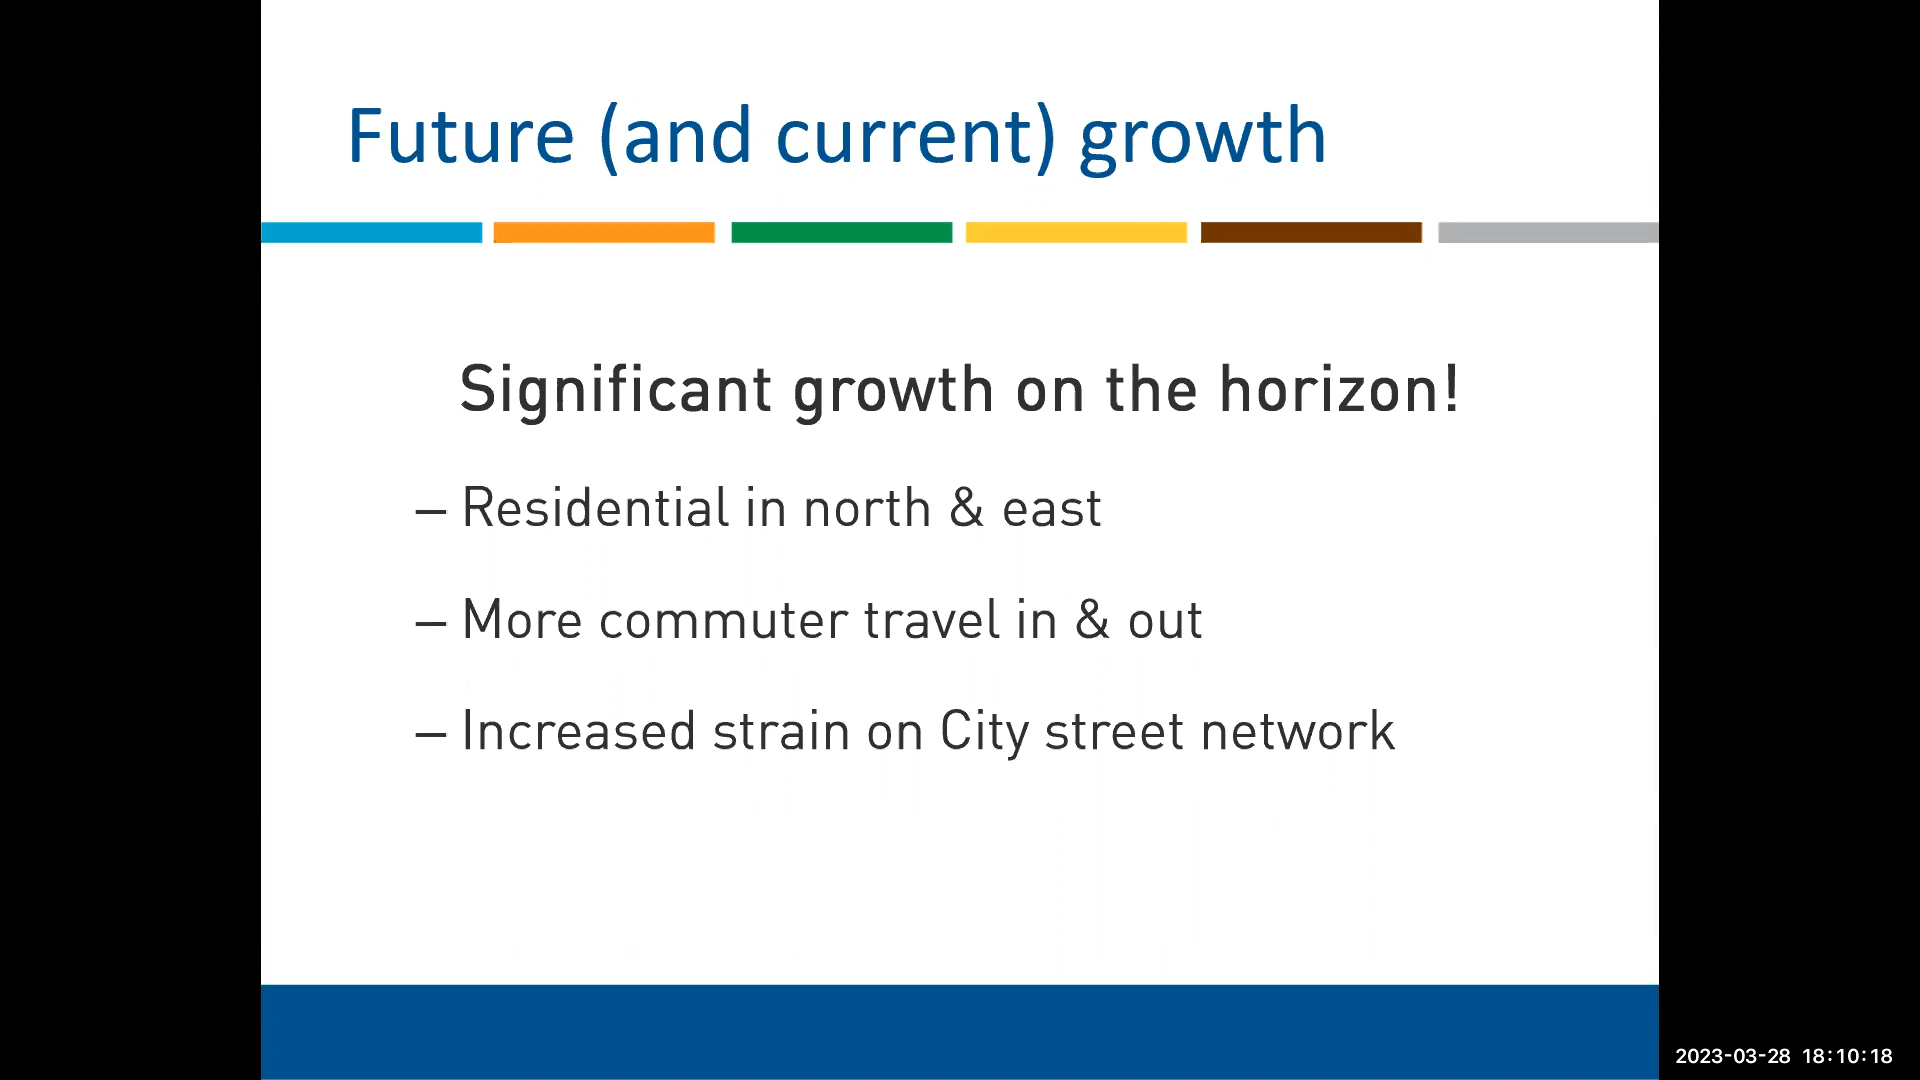 Future (and current) growth
Significant growth on the horizon!
– Residential in north & east
– More commuter travel in & out
– Increased strain on City street network
2023-03-28 18:10:18